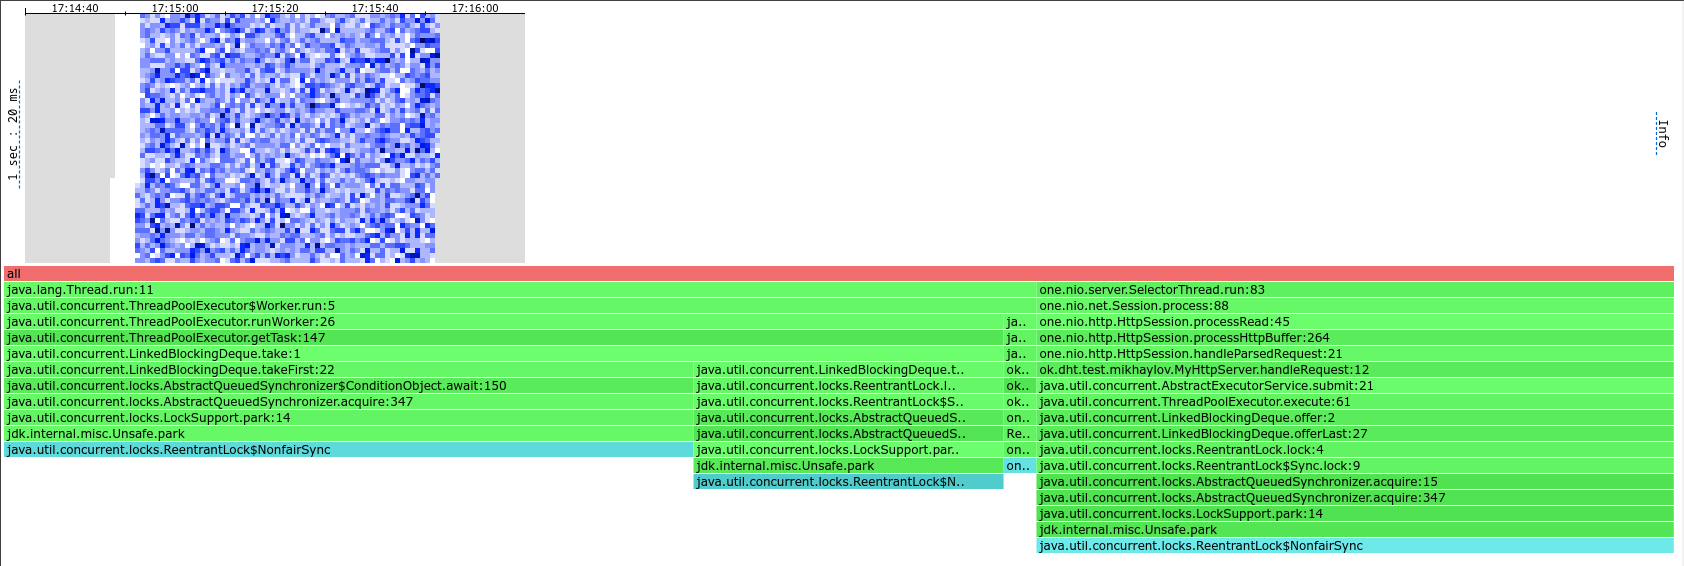 17:14:40 17:15:00 17:15:20 17:15:40 17:16:00
1 sec : 20 ms
Info
all
java.lang.Thread.run:11 one.nio.server.SelectorThread.run:83
java.util.concurrent.ThreadPoolExecutor$Worker.run:5 one.nio.net.Session.process:88
java.util.concurrent.ThreadPoolExecutor.runWorker:26 ja.. one.nio.http.HttpSession.processRead:45
java.util.concurrent.ThreadPoolExecutor.getTask:147 ja.. one.nio.http.HttpSession.processHttpBuffer:264
java.util.concurrent.LinkedBlockingDeque.take:1 ja.. one.nio.http.HttpSession.handleParsedRequest:21
java.util.concurrent.LinkedBlockingDeque.takeFirst:22 java.util.concurrent.LinkedBlockingDeque.t.. ok.. ok.dht.test.mikhaylov.MyHttpServer.handleRequest:12
java.util.concurrent.locks.AbstractQueuedSynchronizer$ConditionObject.await:150 java.util.concurrent.locks.ReentrantLock.l.. ok.. java.util.concurrent.AbstractExecutorService.submit:21
java.util.concurrent.locks.AbstractQueuedSynchronizer.acquire:347 java.util.concurrent.locks.ReentrantLock$S.. ok.. java.util.concurrent.ThreadPoolExecutor.execute:61
java.util.concurrent.locks.LockSupport.park:14 java.util.concurrent.locks.AbstractQueuedS.. on.. java.util.concurrent.LinkedBlockingDeque.offer:2
jdk.internal.misc.Unsafe.park java.util.concurrent.locks.AbstractQueuedS.. Re.. java.util.concurrent.LinkedBlockingDeque.offerLast:27
java.util.concurrent.locks.ReentrantLock$NonfairSync java.util.concurrent.locks.LockSupport.par.. on.. java.util.concurrent.locks.ReentrantLock.lock:4
jdk.internal.misc.Unsafe.park on.. java.util.concurrent.locks.ReentrantLock$Sync.lock:9
java.util.concurrent.locks.ReentrantLock$N.. java.util.concurrent.locks.AbstractQueuedSynchronizer.acquire:15
java.util.concurrent.locks.AbstractQueuedSynchronizer.acquire:347
java.util.concurrent.locks.LockSupport.park:14
jdk.internal.misc.Unsafe.park
java.util.concurrent.locks.ReentrantLock$NonfairSync